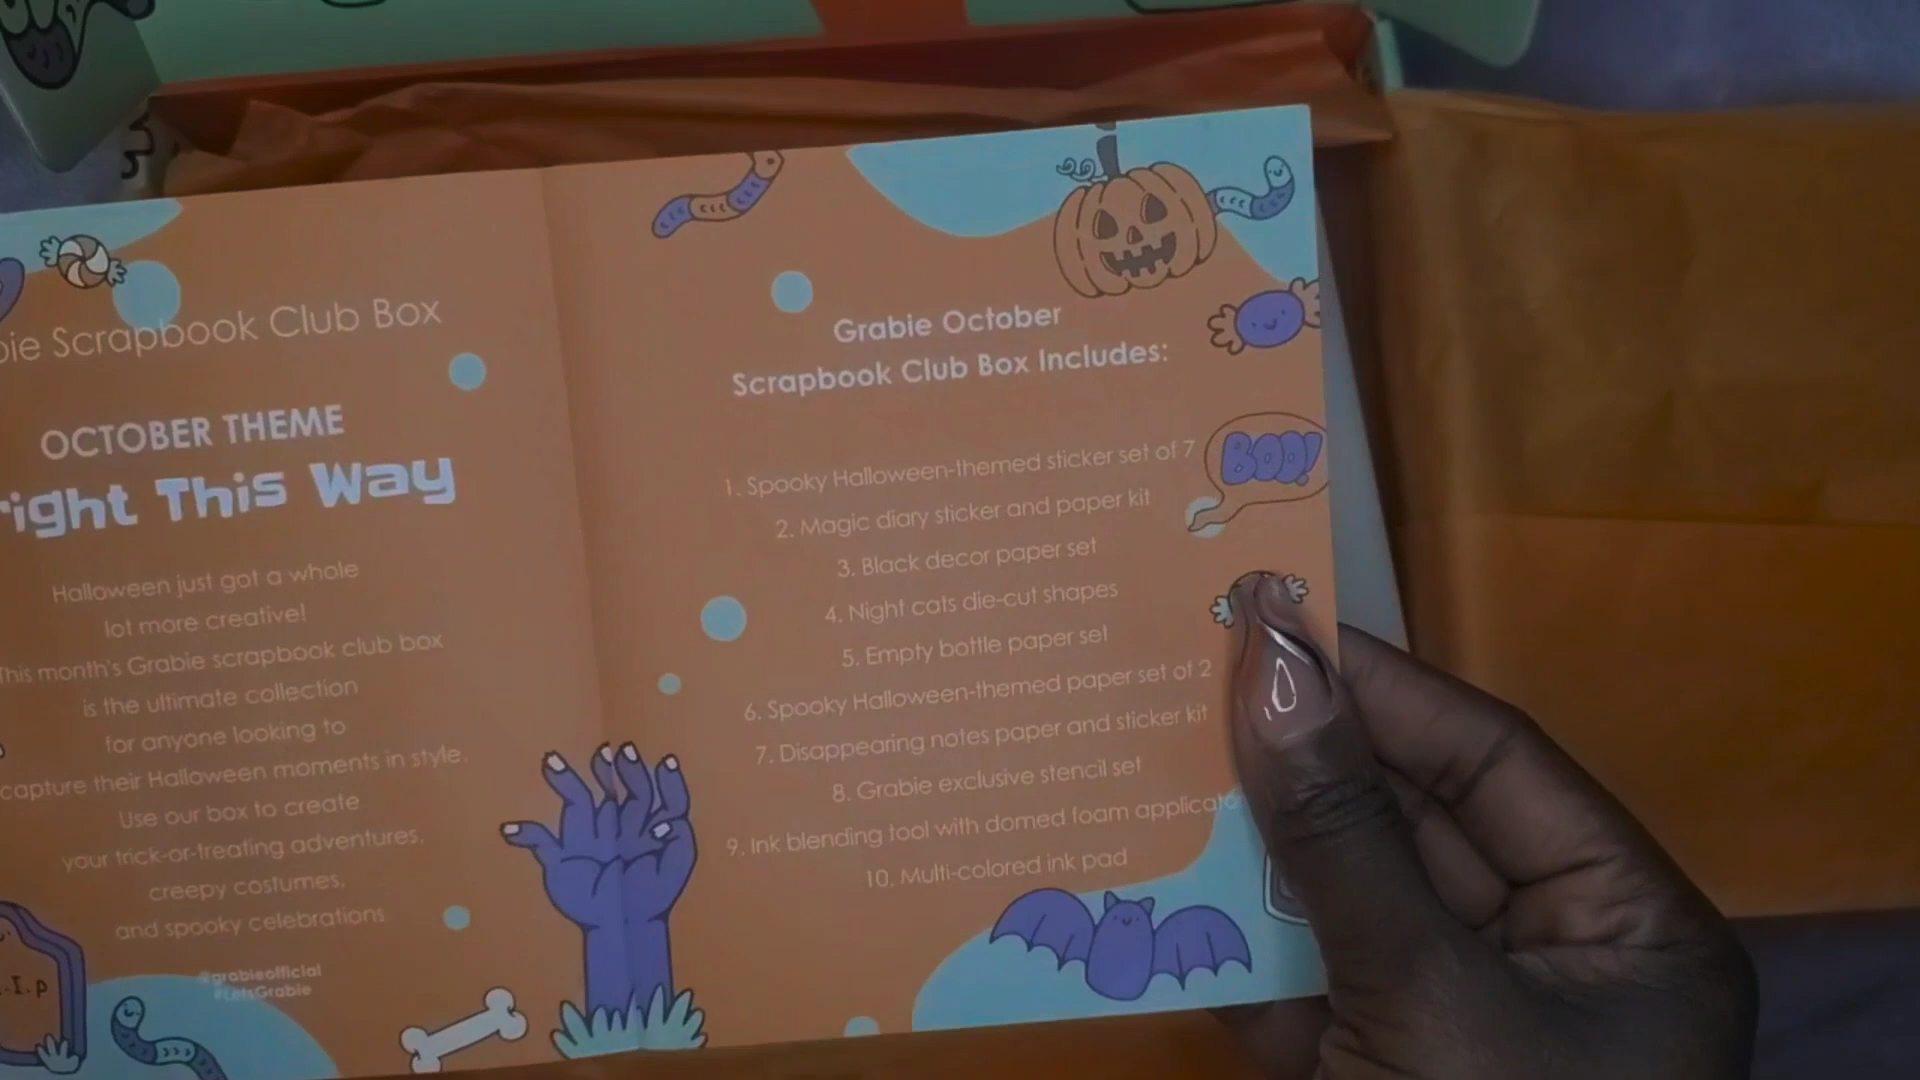 Scrapbook Club Box
OCTOBER THEME
This Way
Halloween just got a whole
lot more creative!
This month's Grabie scrapbook club box
is the ultimate collection
for anyone looking to
capture their Halloween moments in style.
Use our box to create
your trick-or-treating adventures,
creepy costumes,
and spooky celebrations.
@grabieofficial
#LetsGrabie
Grabie October
Scrapbook Club Box Includes:
1. Spooky Halloween-themed sticker set of 7
2. Magic diary sticker and paper kit
3. Black decor paper set
4. Night cats die-cut shapes
5. Empty bottle paper set
6. Spooky Halloween-themed paper set of 2
7. Disappearing notes paper and sticker kit
8. Grabie exclusive stencil set
9. Ink blending tool with domed foam
10. Multi-colored ink pad
BOO!